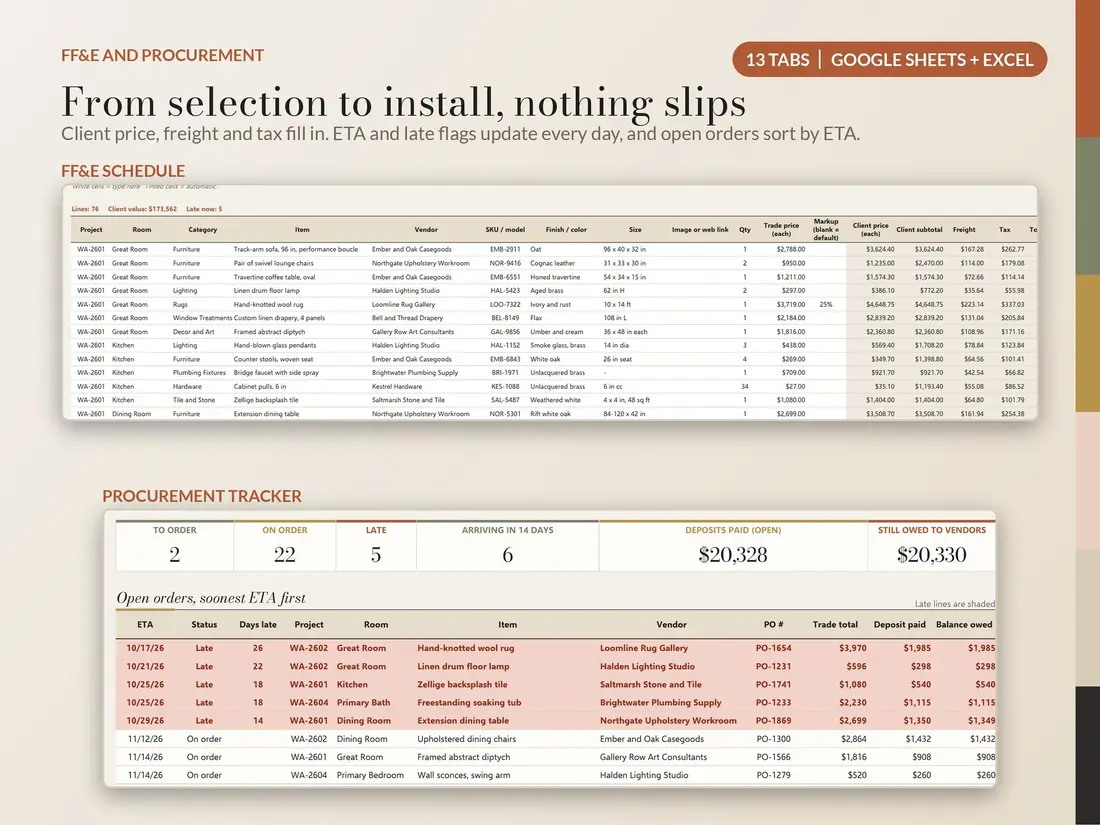 FF&E AND PROCUREMENT
13 TABS | GOOGLE SHEETS + EXCEL
From selection to install, nothing slips
Client price, freight and tax fill in. ETA and late flags update every day, and open orders sort by ETA.
FF&E SCHEDULE
White cells = type here Tinted cells = automatic.
Lines: 76 Client value: $173,562 Late now: 5
Project Room Category Item Vendor SKU / model Finish / color Size Image or web link Qty Trade price (each) Markup (blank = default) Client price (each) Client subtotal Freight Tax To
WA-2601 Great Room Furniture Track-arm sofa, 96 in, performance boucle Ember and Oak Casegoods EMB-2911 Oat 96 x 40 x 32 in 1 $2,788.00 $3,624.40 $3,624.40 $167.28 $262.77
WA-2601 Great Room Furniture Pair of swivel lounge chairs Northgate Upholstery Workroom NOR-9416 Cognac leather 31 x 33 x 30 in 2 $950.00 $1,235.00 $2,470.00 $114.00 $179.08
WA-2601 Great Room Furniture Travertine coffee table, oval Ember and Oak Casegoods EMB-6551 Honed travertine 54 x 34 x 15 in 1 $1,211.00 $1,574.30 $1,574.30 $72.66 $114.14
WA-2601 Great Room Lighting Linen drum floor lamp Halden Lighting Studio HAL-5423 Aged brass 62 in H 2 $297.00 $386.10 $772.20 $35.64 $55.98
WA-2601 Great Room Rugs Hand-knotted wool rug Loomline Rug Gallery LOO-7322 Ivory and rust 10 x 14 ft 1 $3,719.00 25% $4,648.75 $4,648.75 $223.14 $337.03
WA-2601 Great Room Window Treatments Custom linen drapery, 4 panels Bell and Thread Drapery BEL-8149 Flax 108 in L 1 $2,184.00 $2,839.20 $2,839.20 $131.04 $205.84
WA-2601 Great Room Decor and Art Framed abstract diptych Gallery Row Art Consultants GAL-9856 Umber and cream 36 x 48 in each 1 $1,816.00 $2,360.80 $2,360.80 $108.96 $171.16
WA-2601 Kitchen Lighting Hand-blown glass pendants Halden Lighting Studio HAL-1152 Smoke glass, brass 14 in dia 3 $438.00 $569.40 $1,708.20 $78.84 $123.84
WA-2601 Kitchen Furniture Counter stools, woven seat Ember and Oak Casegoods EMB-6843 White oak 26 in seat 4 $269.00 $349.70 $1,398.80 $64.56 $101.41
WA-2601 Kitchen Plumbing Fixtures Bridge faucet with side spray Brightwater Plumbing Supply BRI-1971 Unlacquered brass - 1 $709.00 $921.70 $921.70 $42.54 $66.82
WA-2601 Kitchen Hardware Cabinet pulls, 6 in Kestrel Hardware KES-1088 Unlacquered brass 6 in cc 34 $27.00 $35.10 $1,193.40 $55.08 $86.52
WA-2601 Kitchen Tile and Stone Zellige backsplash tile Saltmarsh Stone and Tile SAL-5487 Weathered white 4 x 4 in, 48 sq ft 1 $1,080.00 $1,404.00 $1,404.00 $64.80 $101.79
WA-2601 Dining Room Furniture Extension dining table Northgate Upholstery Workroom NOR-5301 Rift white oak 84-120 x 42 in 1 $2,699.00 $3,508.70 $3,508.70 $161.94 $254.38
PROCUREMENT TRACKER
TO ORDER ON ORDER LATE ARRIVING IN 14 DAYS DEPOSITS PAID (OPEN) STILL OWED TO VENDORS
2 22 5 6 $20,328 $20,330
Open orders, soonest ETA first
Late lines are shaded
ETA Status Days late Project Room Item Vendor PO # Trade total Deposit paid Balance owed
10/17/26 Late 26 WA-2602 Great Room Hand-knotted wool rug Loomline Rug Gallery PO-1654 $3,970 $1,985 $1,985
10/21/26 Late 22 WA-2602 Great Room Linen drum floor lamp Halden Lighting Studio PO-1231 $596 $298 $298
10/25/26 Late 18 WA-2601 Kitchen Zellige backsplash tile Saltmarsh Stone and Tile PO-1741 $1,080 $540 $540
10/25/26 Late 18 WA-2604 Primary Bath Freestanding soaking tub Brightwater Plumbing Supply PO-1233 $2,230 $1,115 $1,115
10/29/26 Late 14 WA-2601 Dining Room Extension dining table Northgate Upholstery Workroom PO-1869 $2,699 $1,350 $1,349
11/12/26 On order WA-2602 Dining Room Upholstered dining chairs Ember and Oak Casegoods PO-1300 $2,864 $1,432 $1,432
11/14/26 On order WA-2601 Great Room Framed abstract diptych Gallery Row Art Consultants PO-1566 $1,816 $908 $908
11/14/26 On order WA-2604 Primary Bedroom Wall sconces, swing arm Halden Lighting Studio PO-1279 $520 $260 $260